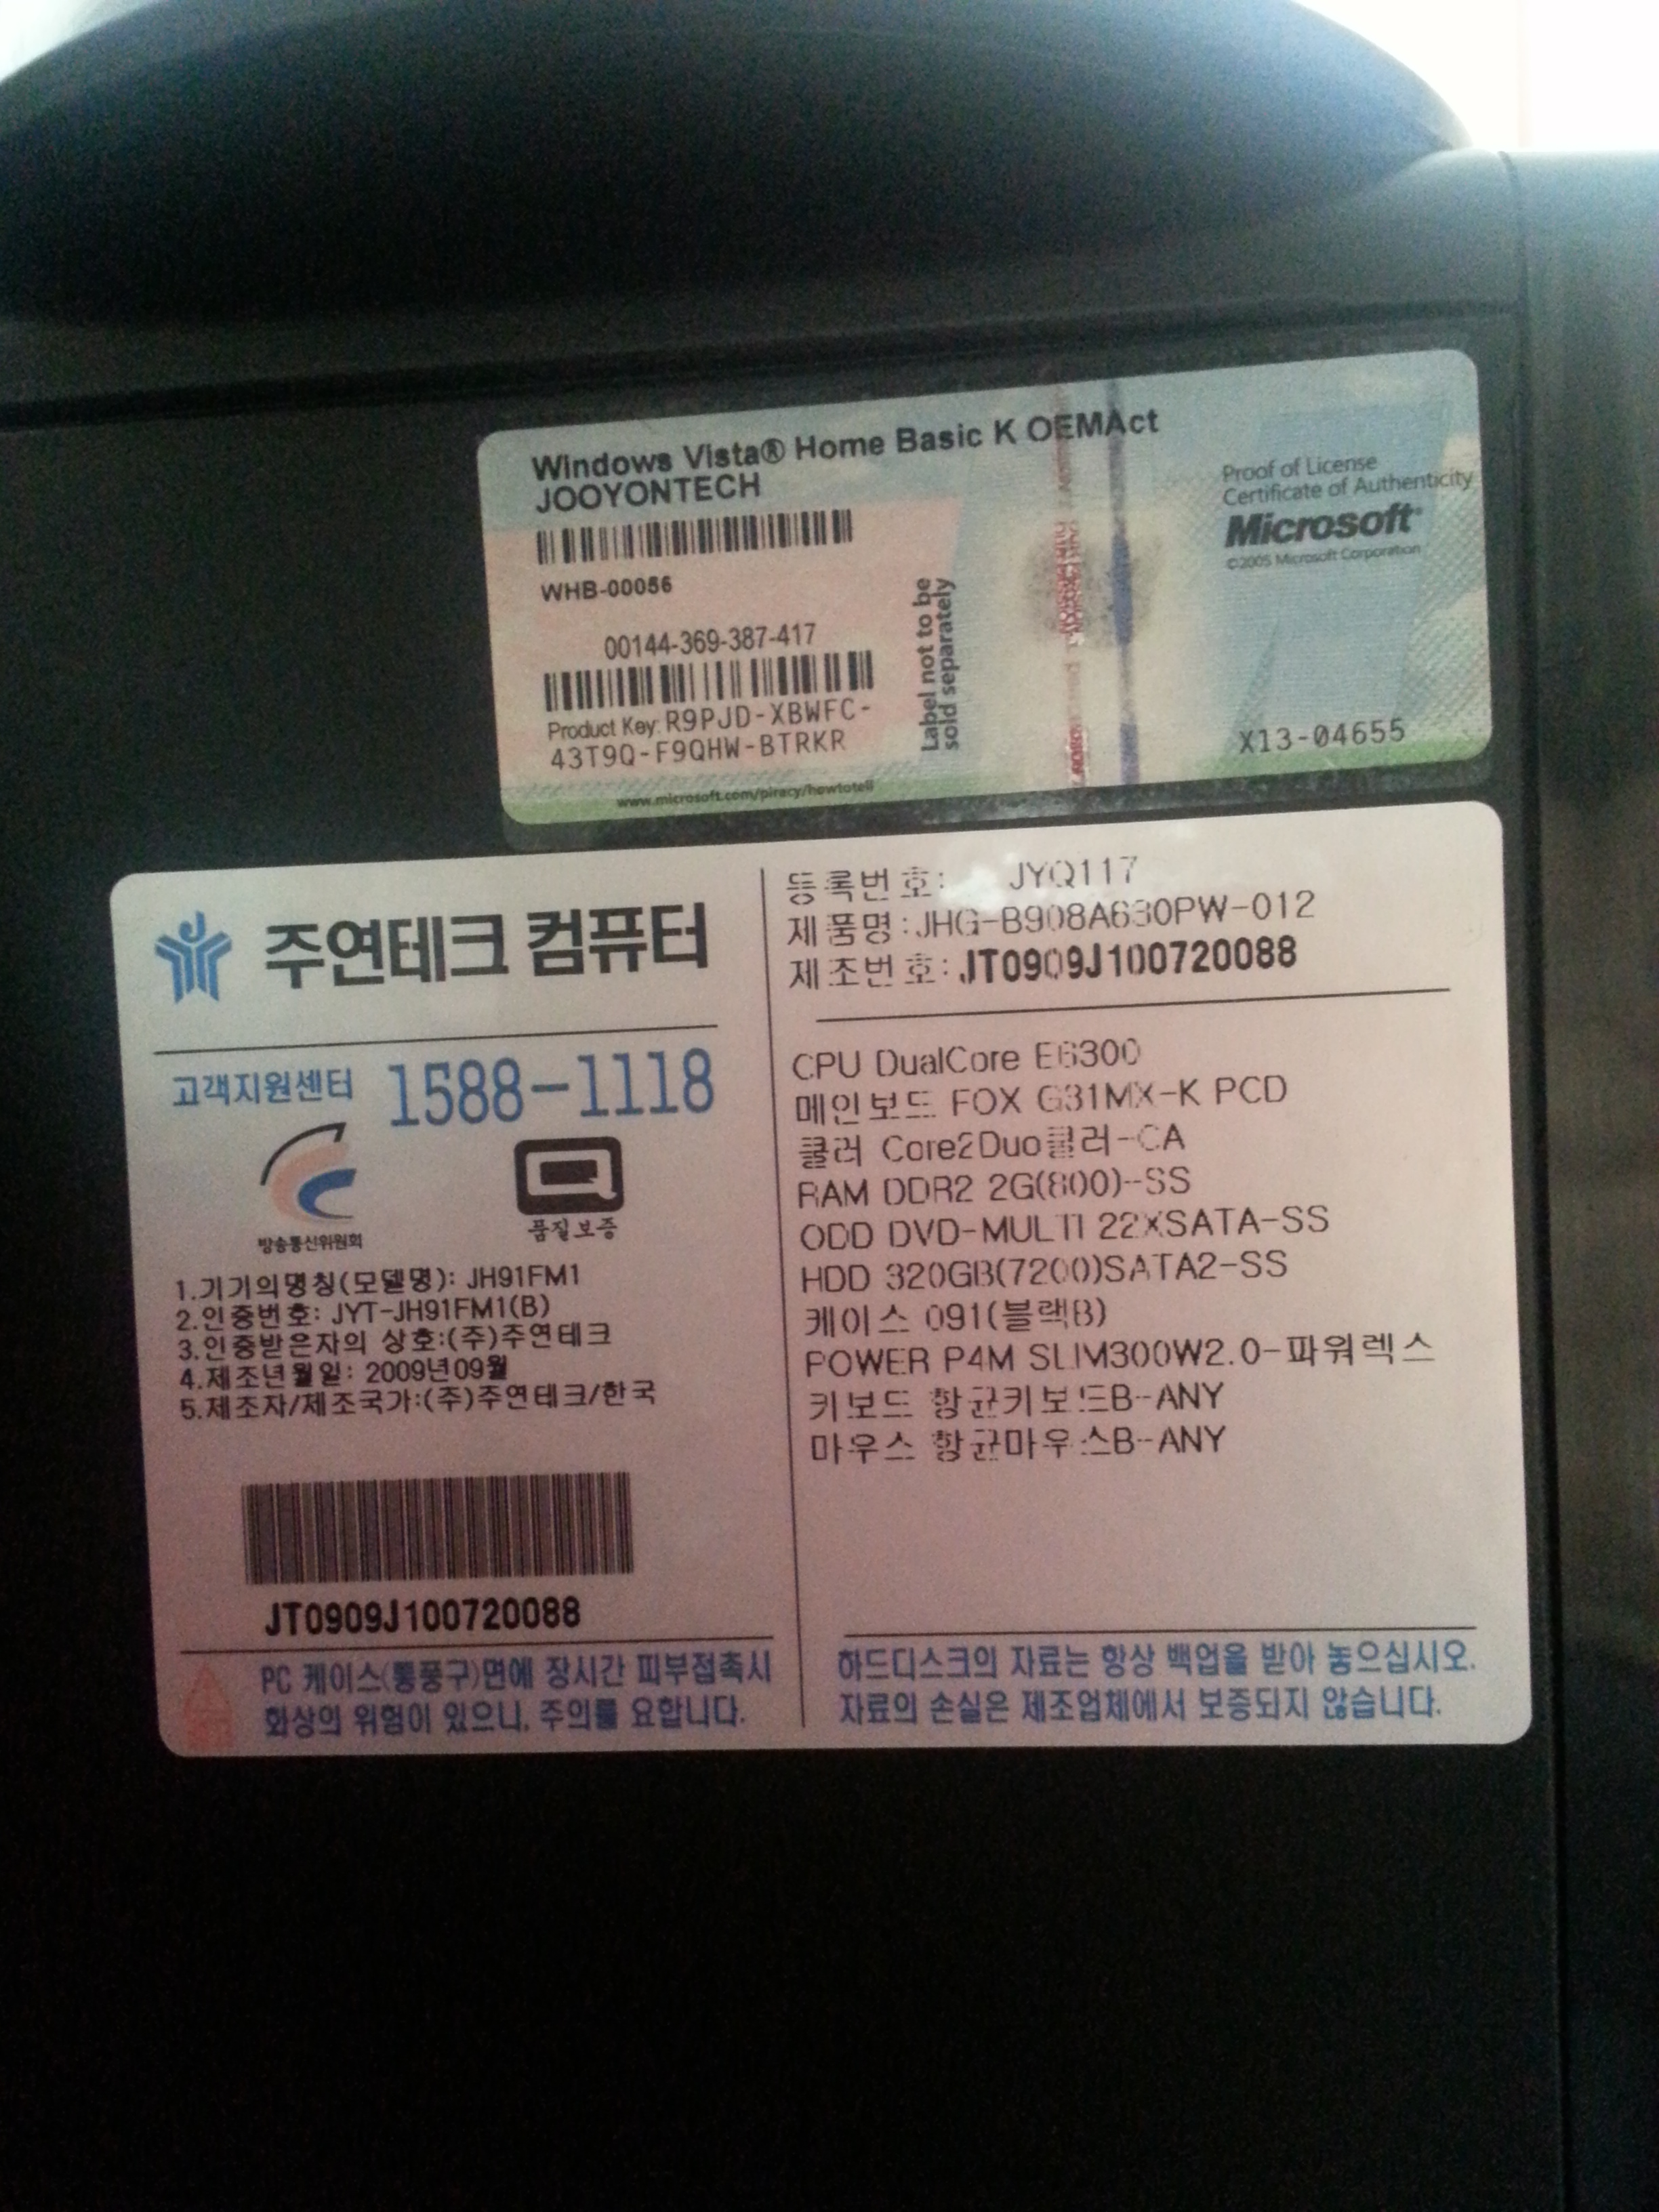 Windows Vista® Home Basic K OEMAct
JOOYONTECH
WHB-00056
00144-369-387-417
Product Key: R9PJD-XBWFC-
43T9Q-F9QHW-BTRKR
www.microsoft.com/piracy/howtotell
Label not to be
sold separately
Proof of License
Certificate of Authenticity
Microsoft
©2005 Microsoft Corporation
X13-04655
주연테크 컴퓨터
고객지원센터 1588-1118
방송통신위원회
품질보증
1.기기의명칭(모델명): JH91FM1
2.인증번호: JYT-JH91FM1(B)
3.인증받은자의 상호:(주)주연테크
4.제조년월일: 2009년09월
5.제조자/제조국가:(주)주연테크/한국
JT0909J100720088
PC 케이스(통풍구)면에 장시간 피부접촉시
화상의 위험이 있으니, 주의를 요합니다.
등록번호: JYQ117
제품명:JHG-B908A630PW-012
제조번호:JT0909J100720088
CPU DualCore E6300
메인보드 FOX G31MX-K PCD
쿨러 Core2Duo쿨러-CA
RAM DDR2 2G(800)-SS
ODD DVD-MULTI 22XSATA-SS
HDD 320GB(7200)SATA2-SS
케이스 091(블랙B)
POWER P4M SLIM300W2.0-파워렉스
키보드 항균키보드B-ANY
마우스 항균마우스B-ANY
하드디스크의 자료는 항상 백업을 받아 놓으십시오.
자료의 손실은 제조업체에서 보증되지 않습니다.